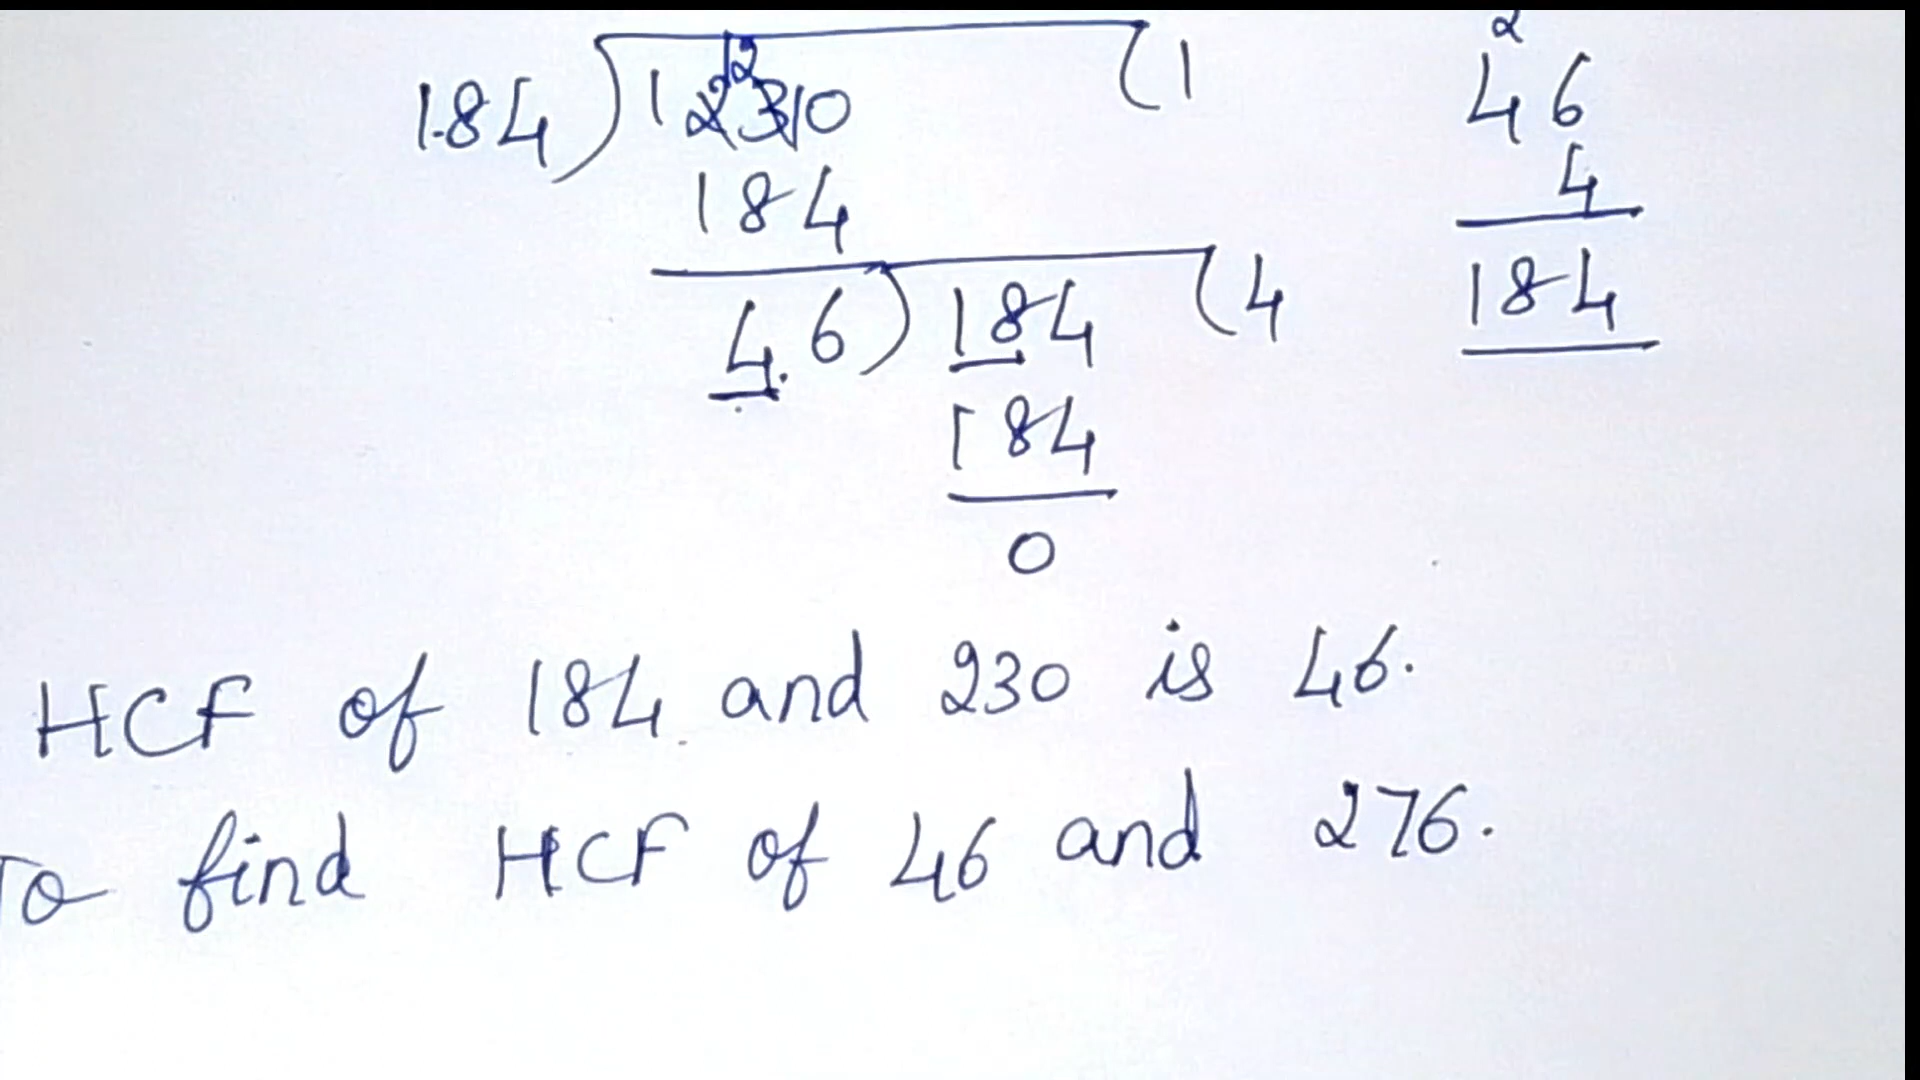 184) 230 (1
184
46) 184 (4
184
0
2
46
4
184
HCF of 184 and 230 is 46.
To find HCF of 46 and 276.